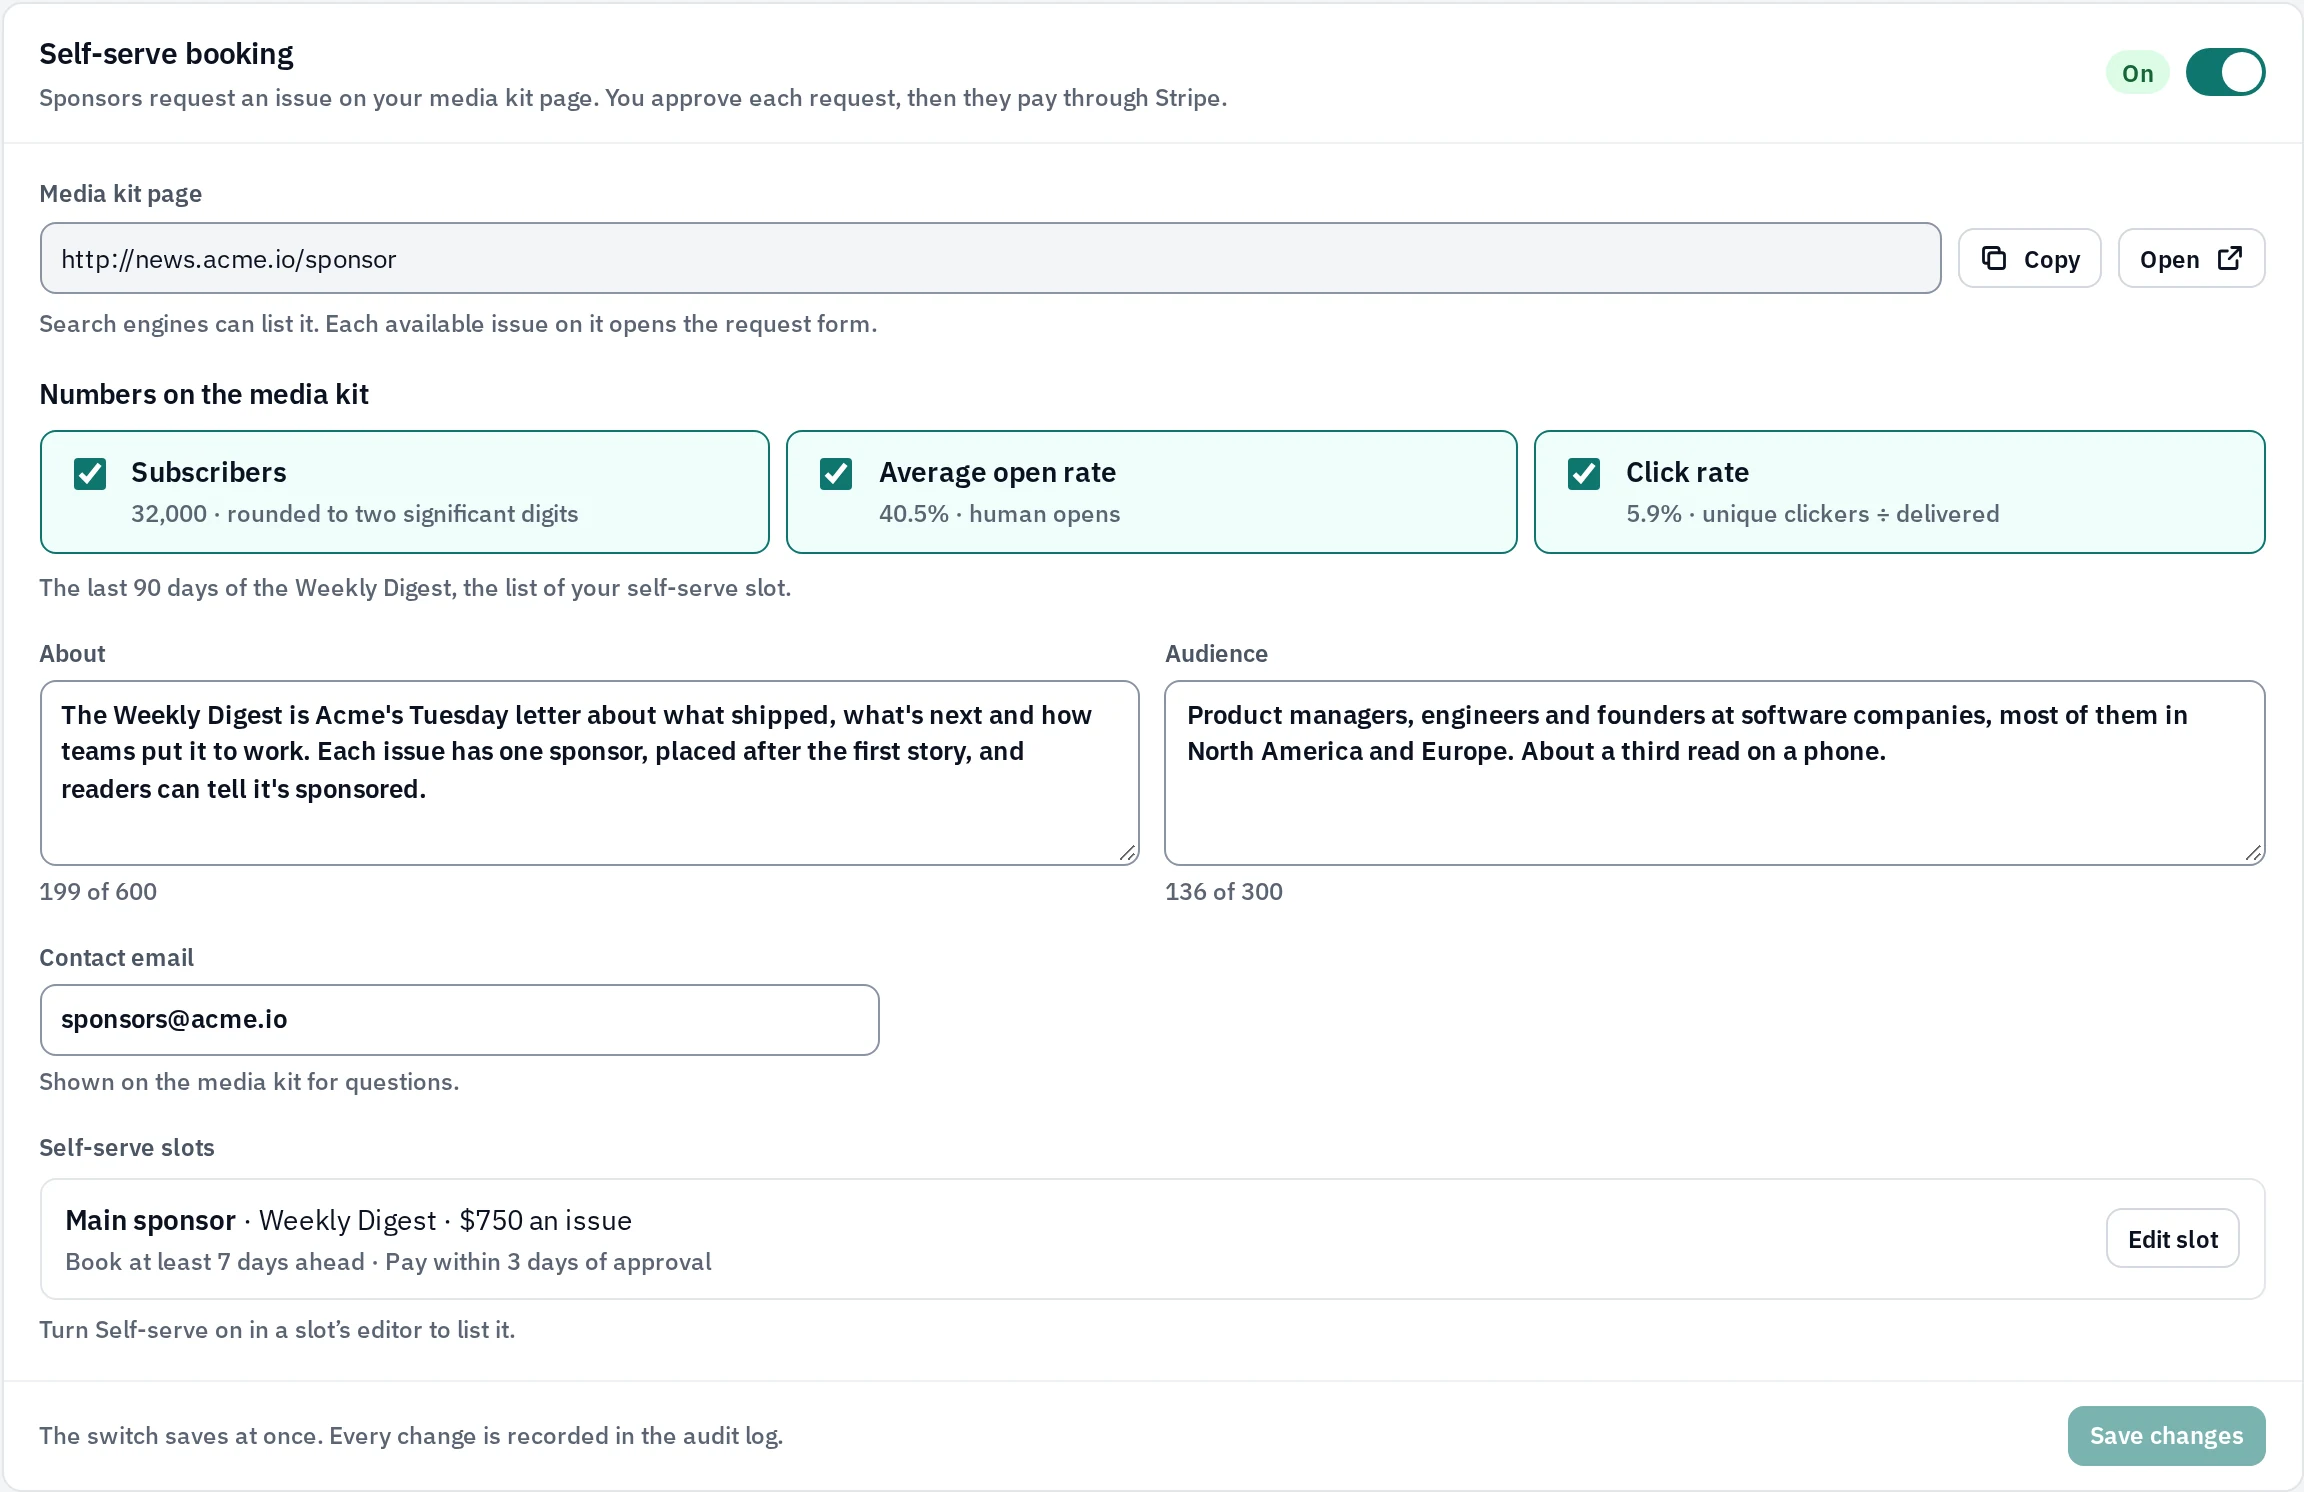 Self-serve booking
Sponsors request an issue on your media kit page. You approve each request, then they pay through Stripe.
On
Media kit page
http://news.acme.io/sponsor
Copy
Open
Search engines can list it. Each available issue on it opens the request form.
Numbers on the media kit
Subscribers
32,000 · rounded to two significant digits
Average open rate
40.5% · human opens
Click rate
5.9% · unique clickers ÷ delivered
The last 90 days of the Weekly Digest, the list of your self-serve slot.
About
The Weekly Digest is Acme's Tuesday letter about what shipped, what's next and how
teams put it to work. Each issue has one sponsor, placed after the first story, and
readers can tell it's sponsored.
199 of 600
Audience
Product managers, engineers and founders at software companies, most of them in
North America and Europe. About a third read on a phone.
136 of 300
Contact email
sponsors@acme.io
Shown on the media kit for questions.
Self-serve slots
Main sponsor · Weekly Digest · $750 an issue
Book at least 7 days ahead · Pay within 3 days of approval
Edit slot
Turn Self-serve on in a slot’s editor to list it.
The switch saves at once. Every change is recorded in the audit log.
Save changes